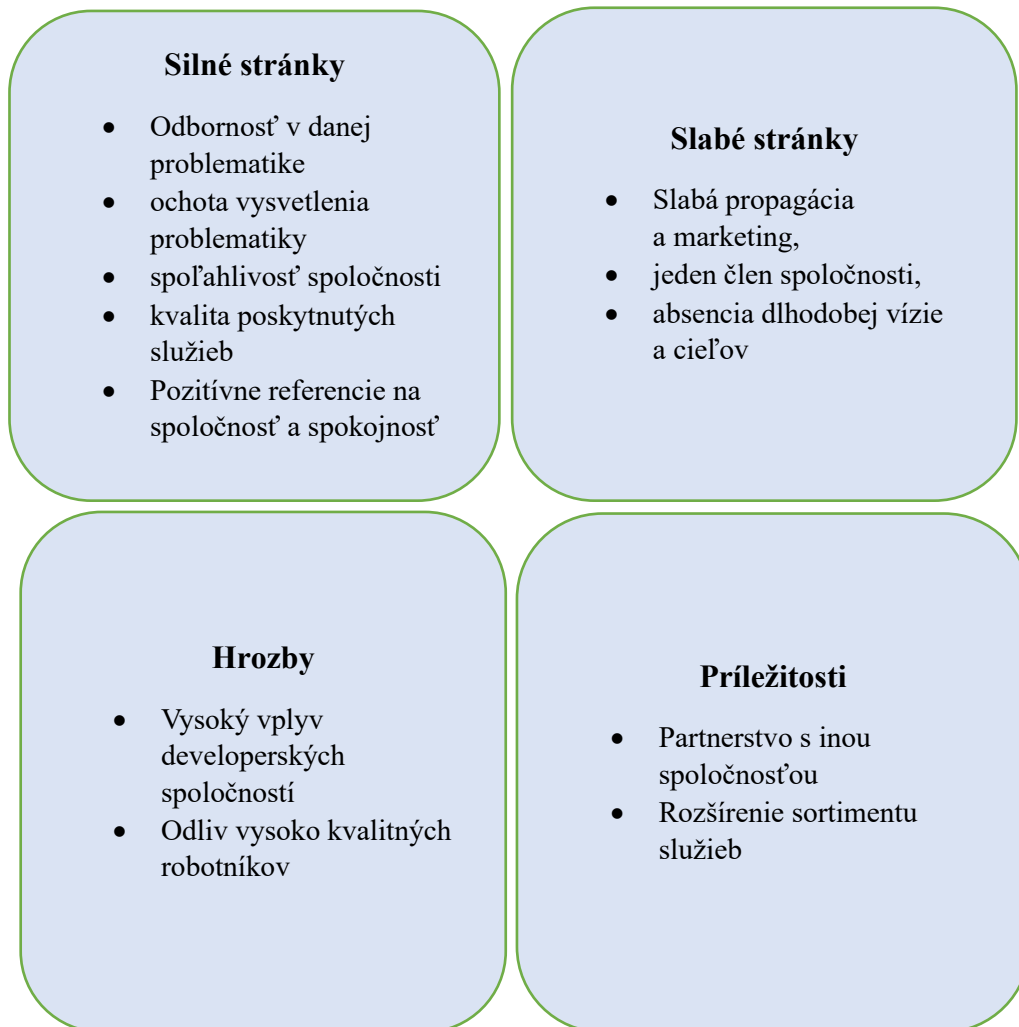 Silné stránky
• Odbornosť v danej
problematike
• ochota vysvetlenia
problematiky
• spoľahlivosť spoločnosti
• kvalita poskytnutých
služieb
• Pozitívne referencie na
spoločnosť a spokojnosť
Slabé stránky
• Slabá propagácia
a marketing,
• jeden člen spoločnosti,
• absencia dlhodobej vízie
a cieľov
Hrozby
• Vysoký vplyv
developerských
spoločností
• Odliv vysoko kvalitných
robotníkov
Príležitosti
• Partnerstvo s inou
spoločnosťou
• Rozšírenie sortimentu
služieb